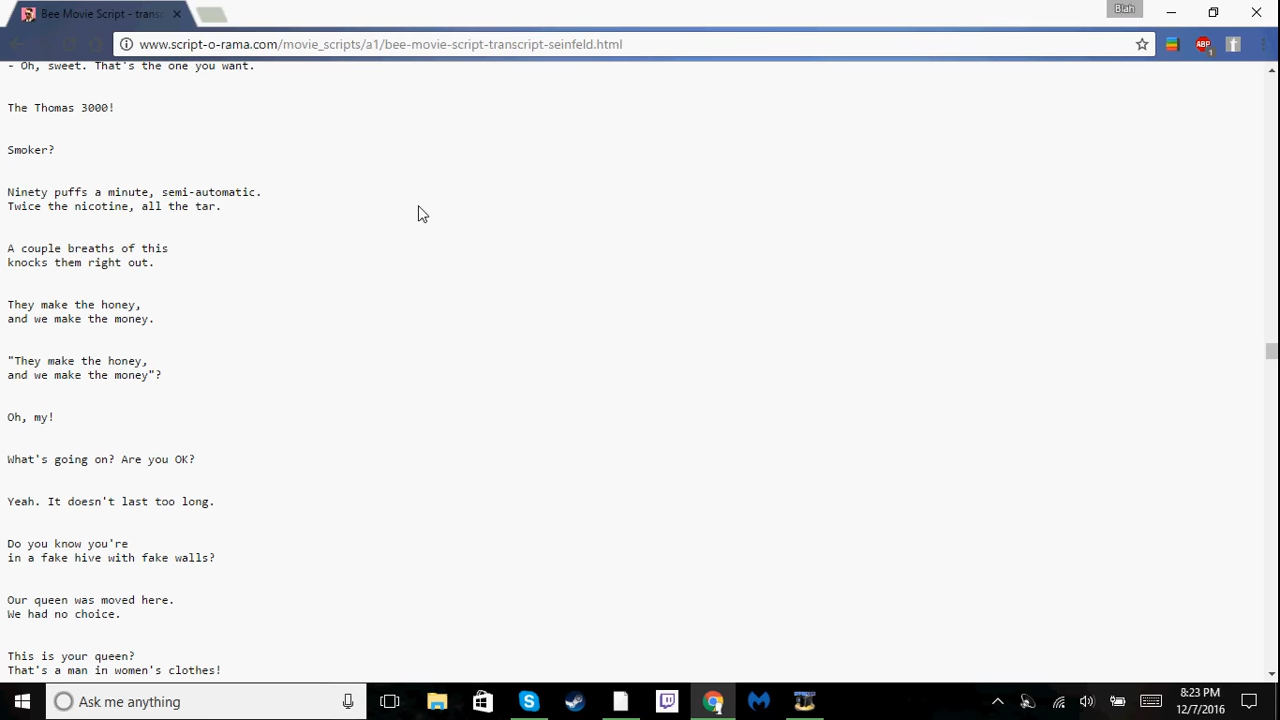 Bee Movie Script - transc
Blah
www.script-o-rama.com/movie_scripts/a1/bee-movie-script-transcript-seinfeld.html
ABP
1
- Oh, sweet. That's the one you want.
The Thomas 3000!
Smoker?
Ninety puffs a minute, semi-automatic.
Twice the nicotine, all the tar.
A couple breaths of this
knocks them right out.
They make the honey,
and we make the money.
"They make the honey,
and we make the money"?
Oh, my!
What's going on? Are you OK?
Yeah. It doesn't last too long.
Do you know you're
in a fake hive with fake walls?
Our queen was moved here.
We had no choice.
This is your queen?
That's a man in women's clothes!
Ask me anything
8:23 PM
12/7/2016